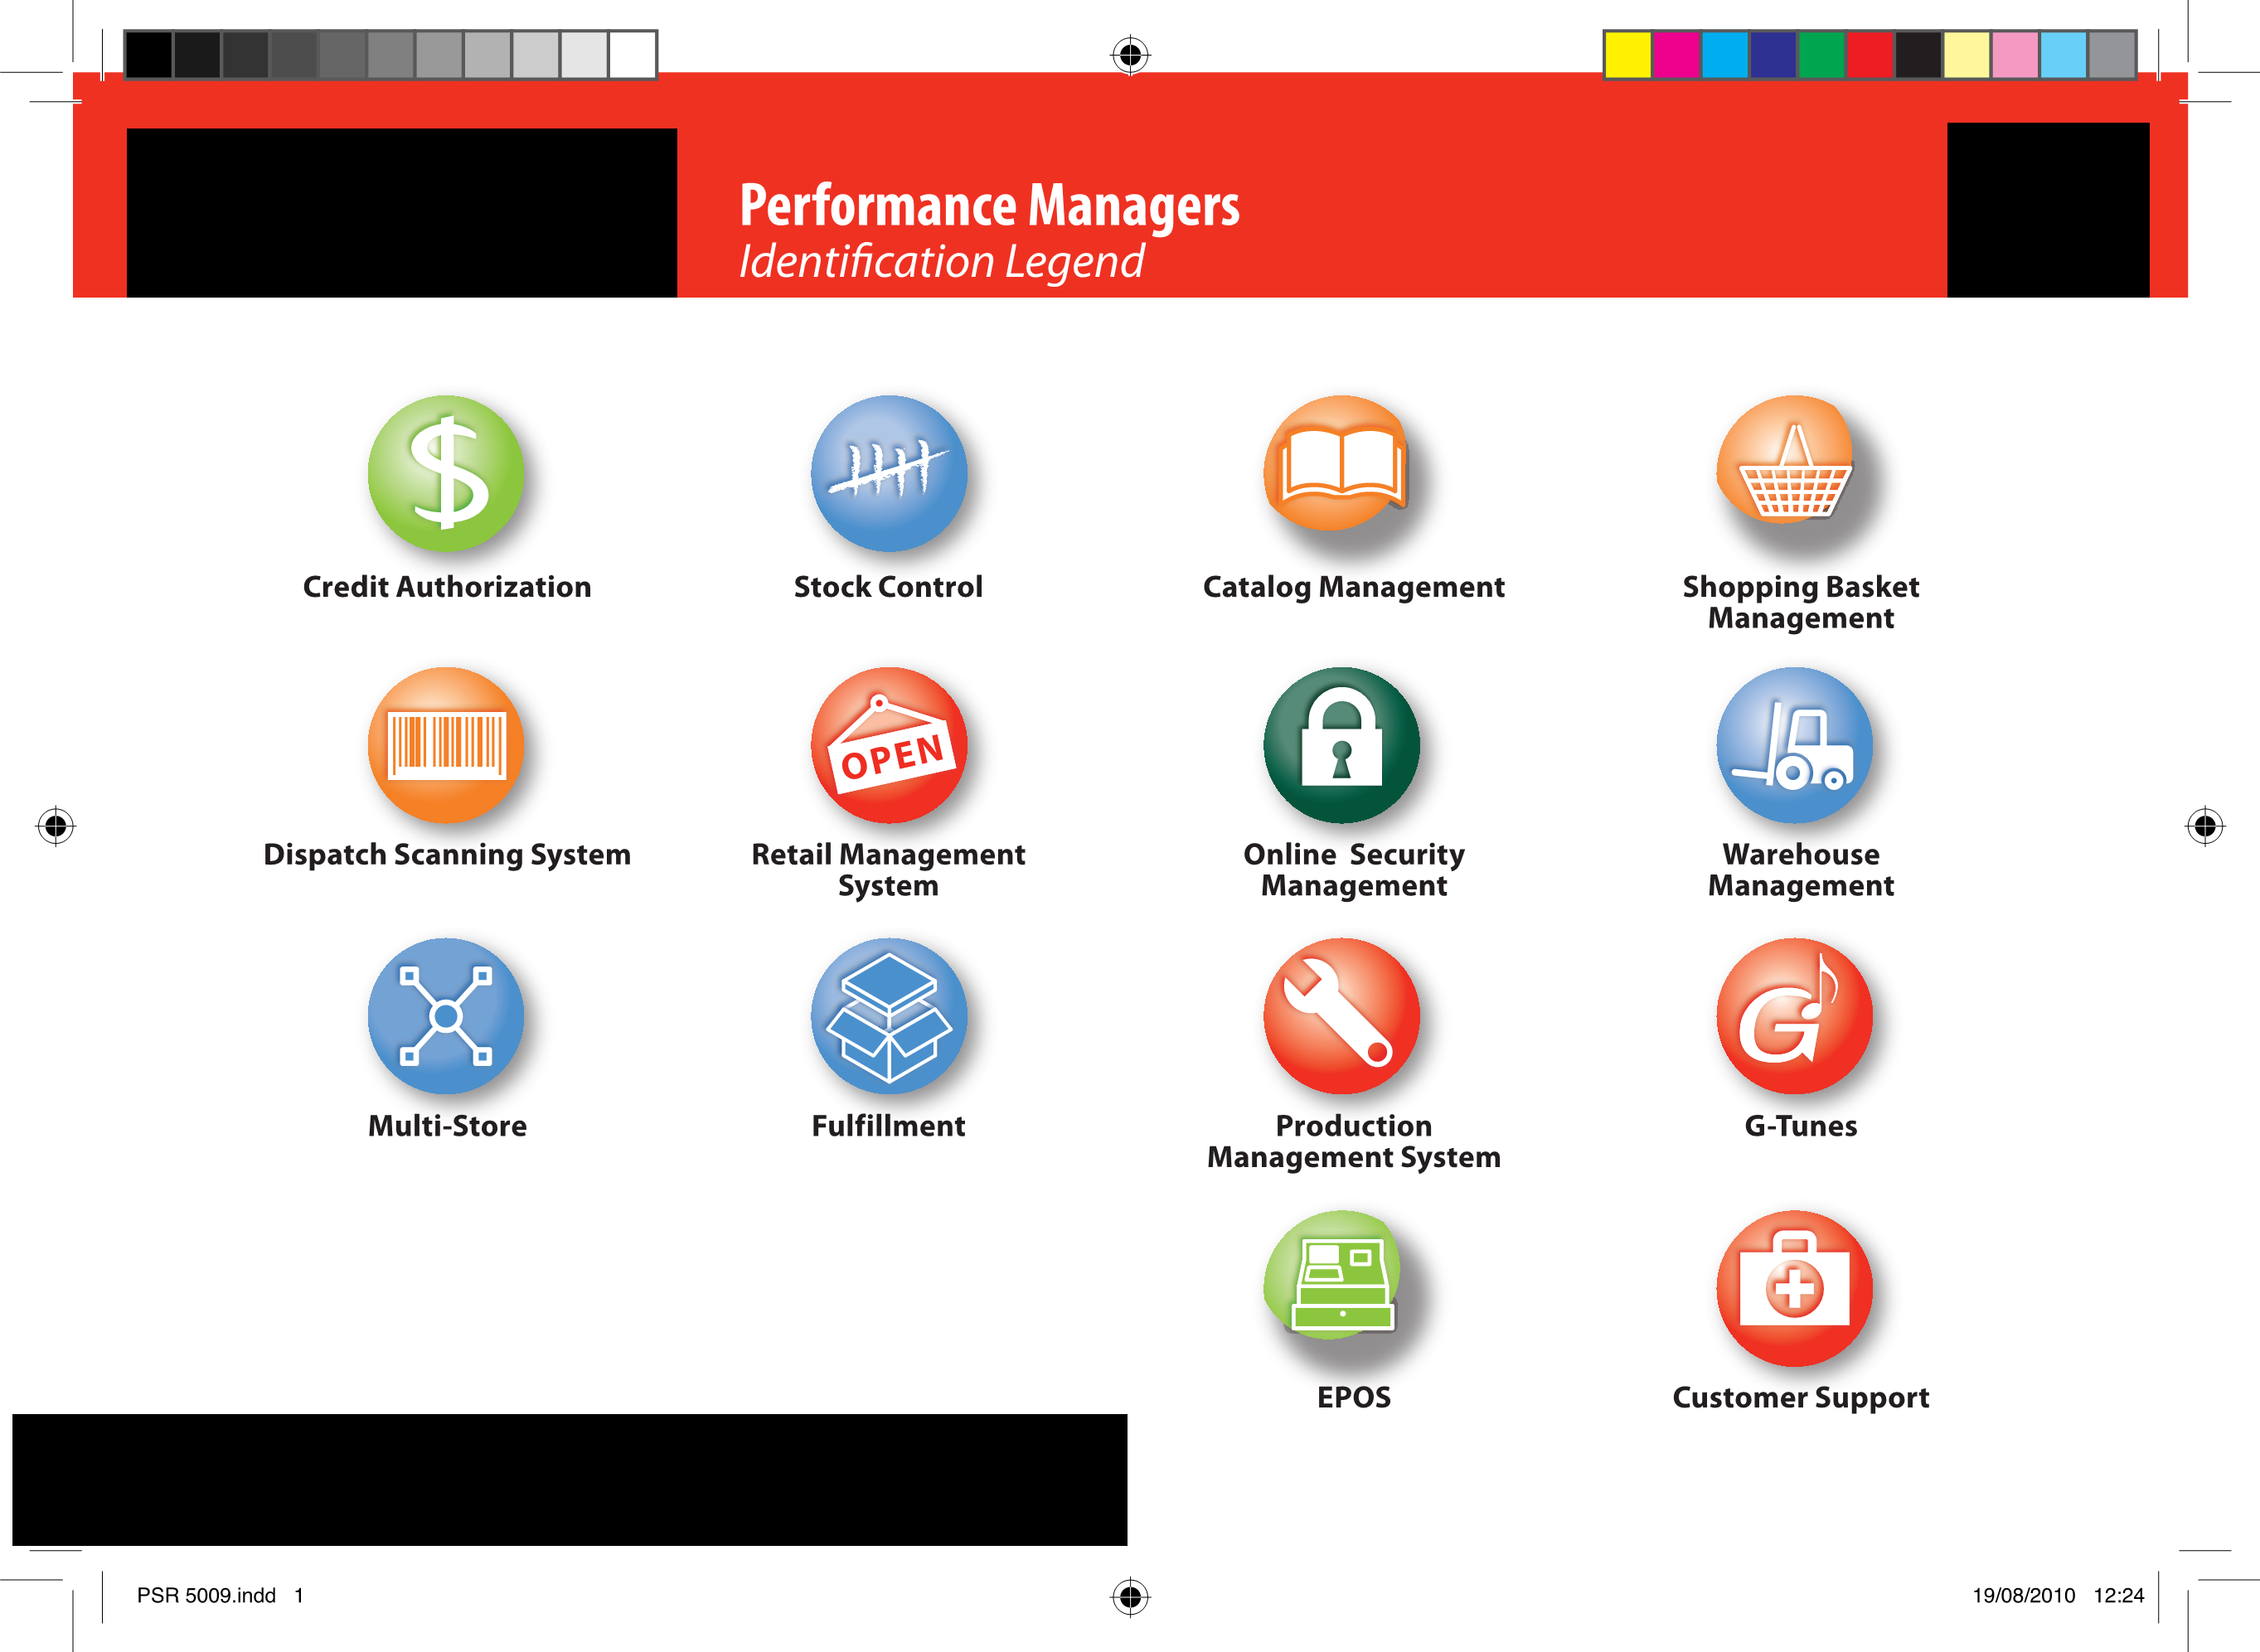 Performance Managers
Identification Legend
Credit Authorization
Stock Control
Catalog Management
Shopping Basket
Management
OPEN
Dispatch Scanning System
Retail Management
System
Online  Security
Management
Warehouse
Management
G
Multi-Store
Fulfillment
Production
Management System
G-Tunes
EPOS
Customer Support
PSR 5009.indd   1
19/08/2010   12:24